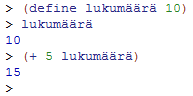 > (define lukumäärä 10)
> lukumäärä
10
> (+ 5 lukumäärä)
15
>